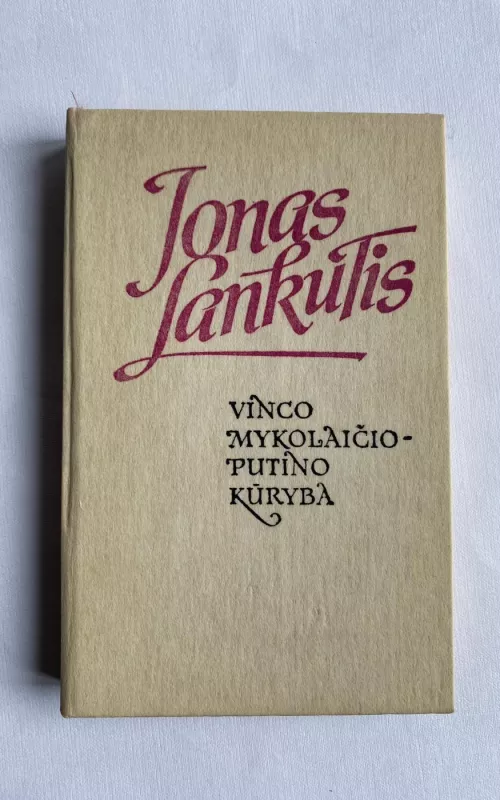 Jonas
Lankutis
VINCO
MYKOLAIČIO-
PUTINO
KŪRYBA